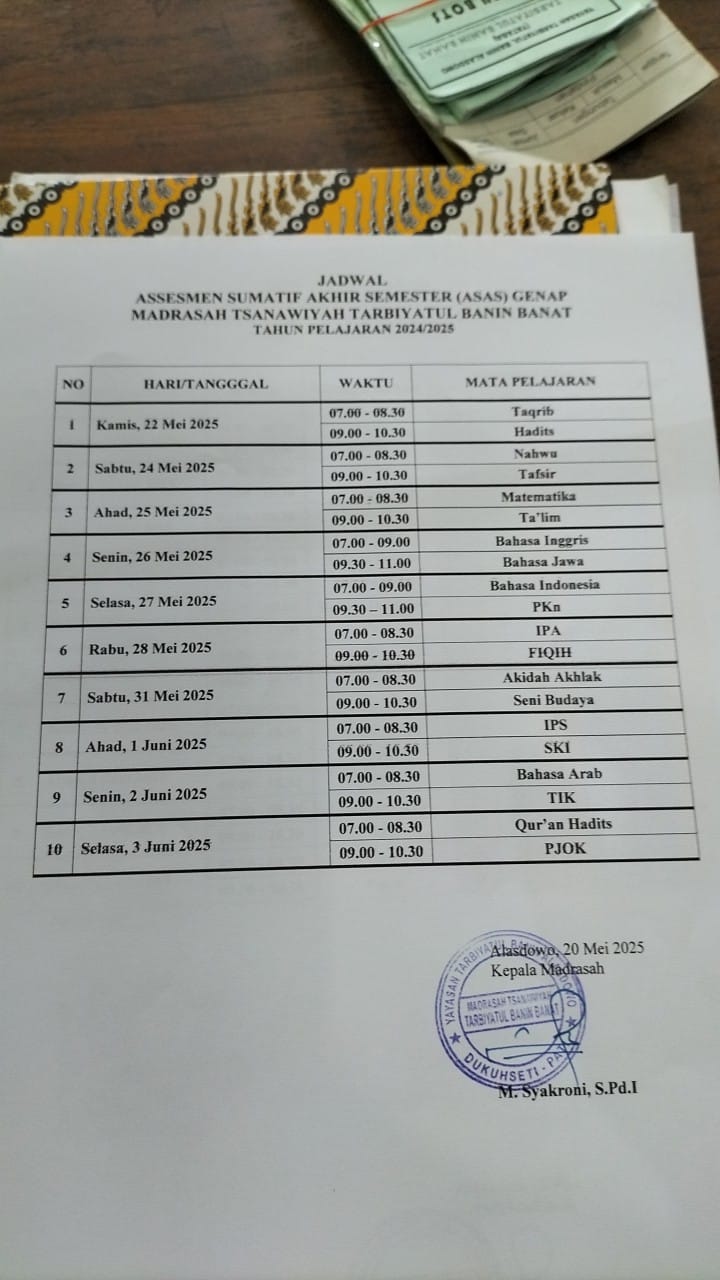 TARBIYATUL BANIN BANAT
(TATABA)
YAYASAN TARBIYATUL BANIN ALASDOWO
JADWAL
ASSESMEN SUMATIF AKHIR SEMESTER (ASAS) GENAP
MADRASAH TSANAWIYAH TARBIYATUL BANIN BANAT
TAHUN PELAJARAN 2024/2025
NO HARI/TANGGGAL WAKTU MATA PELAJARAN
1 Kamis, 22 Mei 2025 07.00 - 08.30 Taqrib
09.00 - 10.30 Hadits
2 Sabtu, 24 Mei 2025 07.00 - 08.30 Nahwu
09.00 - 10.30 Tafsir
3 Ahad, 25 Mei 2025 07.00 - 08.30 Matematika
09.00 - 10.30 Ta'lim
4 Senin, 26 Mei 2025 07.00 - 09.00 Bahasa Inggris
09.30 - 11.00 Bahasa Jawa
5 Selasa, 27 Mei 2025 07.00 - 09.00 Bahasa Indonesia
09.30 – 11.00 PKn
6 Rabu, 28 Mei 2025 07.00 - 08.30 IPA
09.00 - 10.30 FIQIH
7 Sabtu, 31 Mei 2025 07.00 - 08.30 Akidah Akhlak
09.00 - 10.30 Seni Budaya
8 Ahad, 1 Juni 2025 07.00 - 08.30 IPS
09.00 - 10.30 SKI
9 Senin, 2 Juni 2025 07.00 - 08.30 Bahasa Arab
09.00 - 10.30 TIK
10 Selasa, 3 Juni 2025 07.00 - 08.30 Qur'an Hadits
09.00 - 10.30 PJOK
Alasdowo, 20 Mei 2025
Kepala Madrasah
YAYASAN TARBIYATUL BANIN ALASDOWO
MADRASAH TSANAWIYAH
TARBIYATUL BANIN BANAT
DUKUHSETI - PATI
M. Syakroni, S.Pd.I